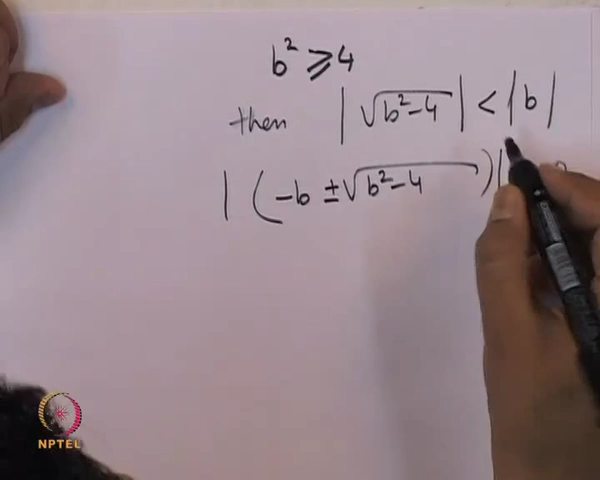 b² ⩾ 4
then | √b²-4 | < | b |
| ( -b ± √b²-4 ) |
NPTEL